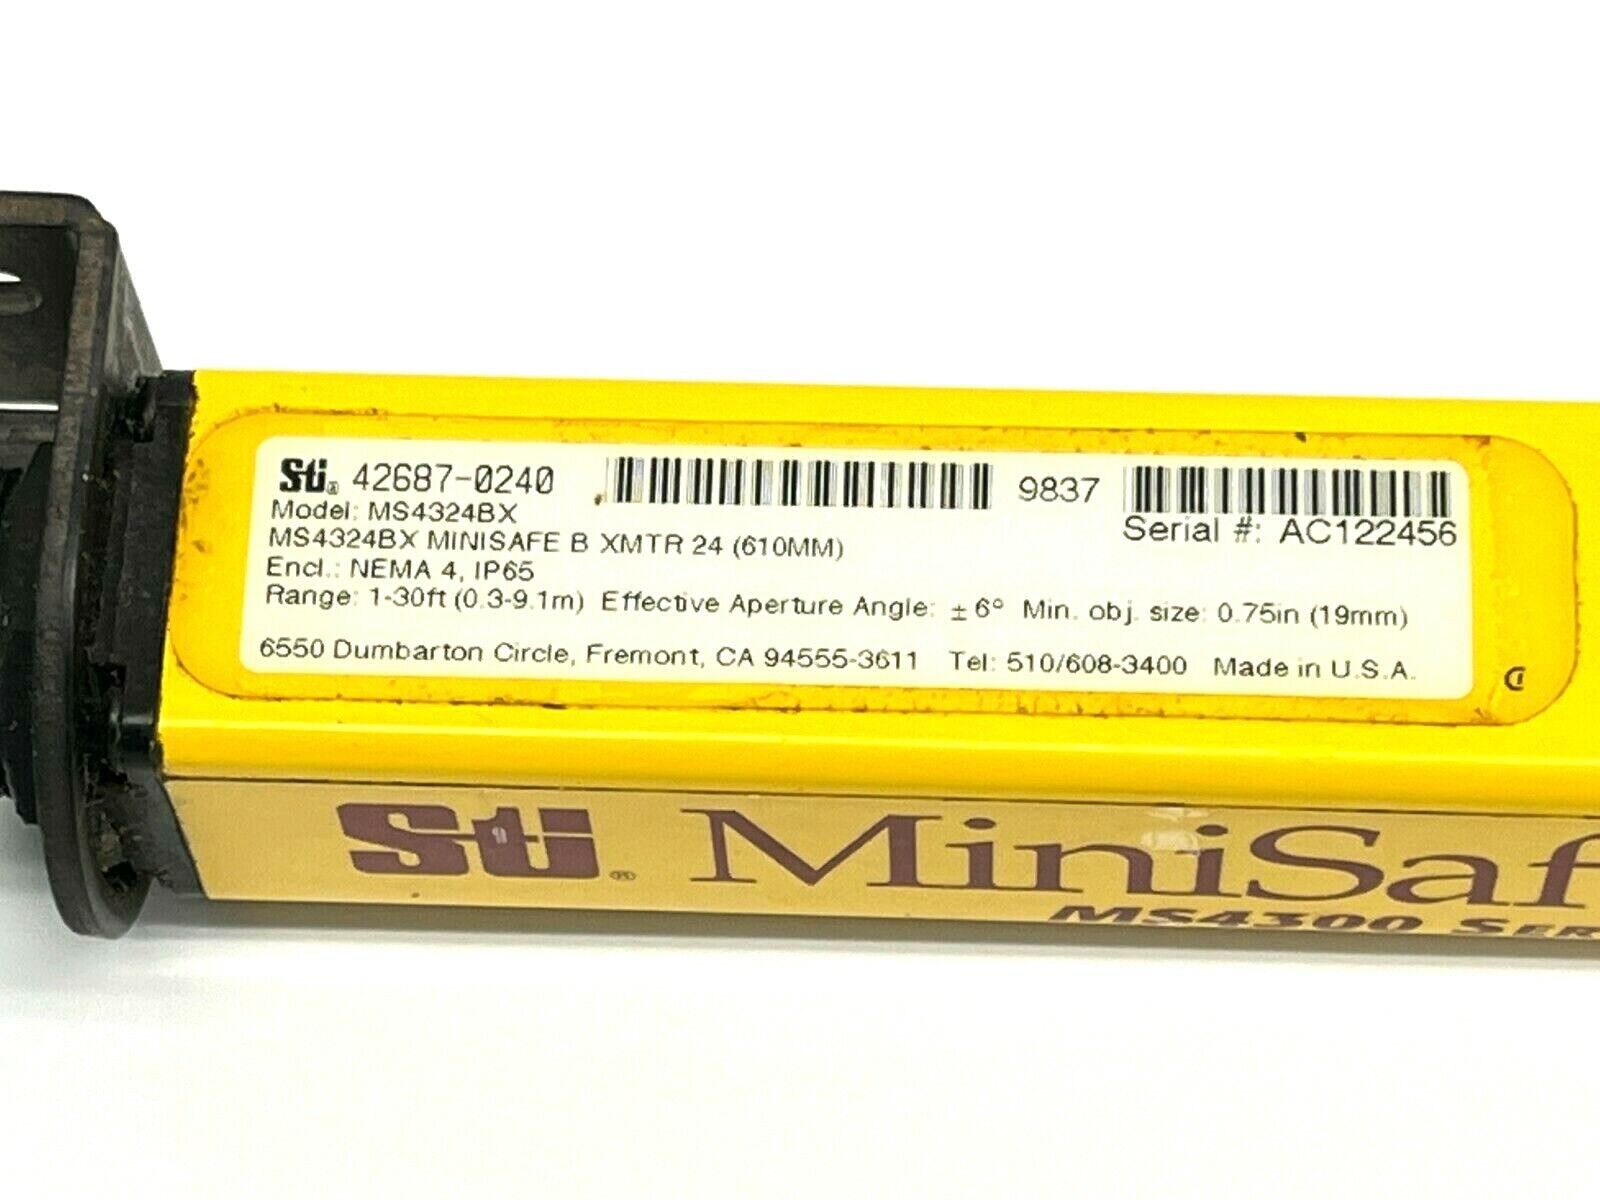 Sti® 42687-0240 9837
Model: MS4324BX Serial #: AC122456
MS4324BX MINISAFE B XMTR 24 (610MM)
Encl.: NEMA 4, IP65
Range: 1-30ft (0.3-9.1m) Effective Aperture Angle: ± 6° Min. obj. size: 0.75in (19mm)
6550 Dumbarton Circle, Fremont, CA 94555-3611 Tel: 510/608-3400 Made in U.S.A.
Sti® MiniSaf
MS4300 SER